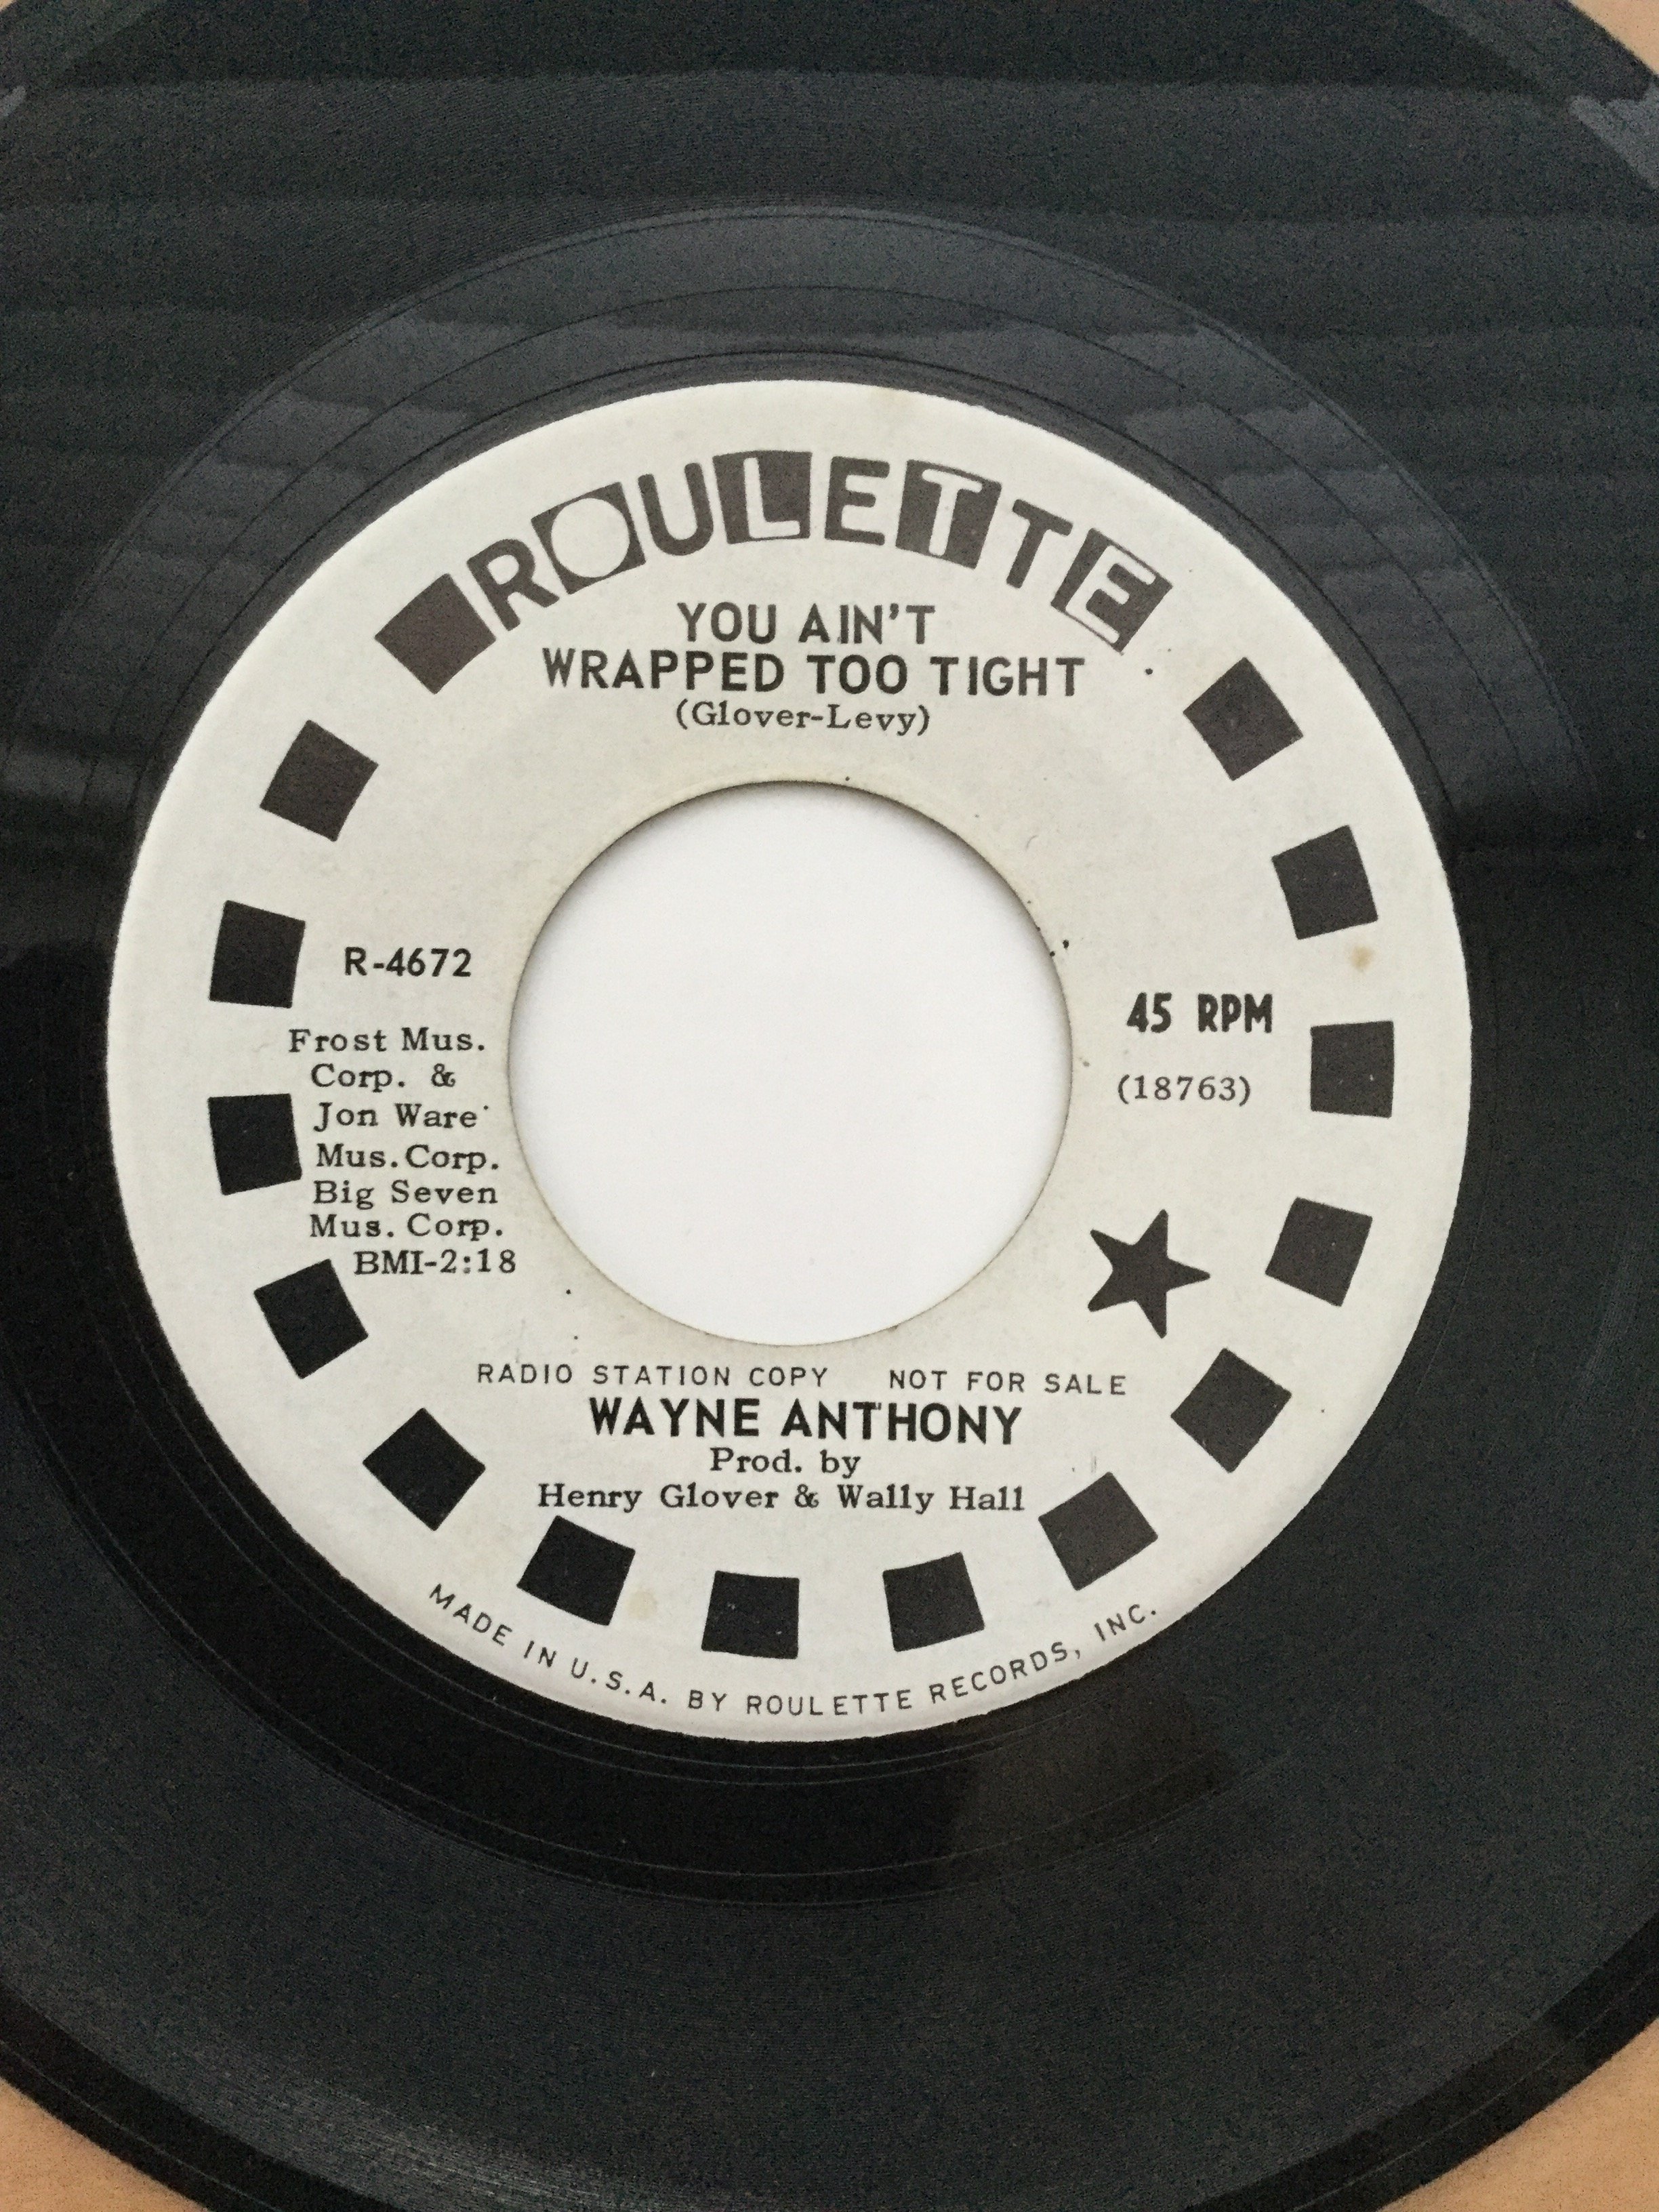 ROULETTE
YOU AIN'T
WRAPPED TOO TIGHT
(Glover-Levy)
R-4672
Frost Mus.
Corp. &
Jon Ware
Mus. Corp.
Big Seven
Mus. Corp.
BMI-2:18
45 RPM
(18763)
RADIO STATION COPY NOT FOR SALE
WAYNE ANTHONY
Prod. by
Henry Glover & Wally Hall
MADE IN U.S.A. BY ROULETTE RECORDS, INC.